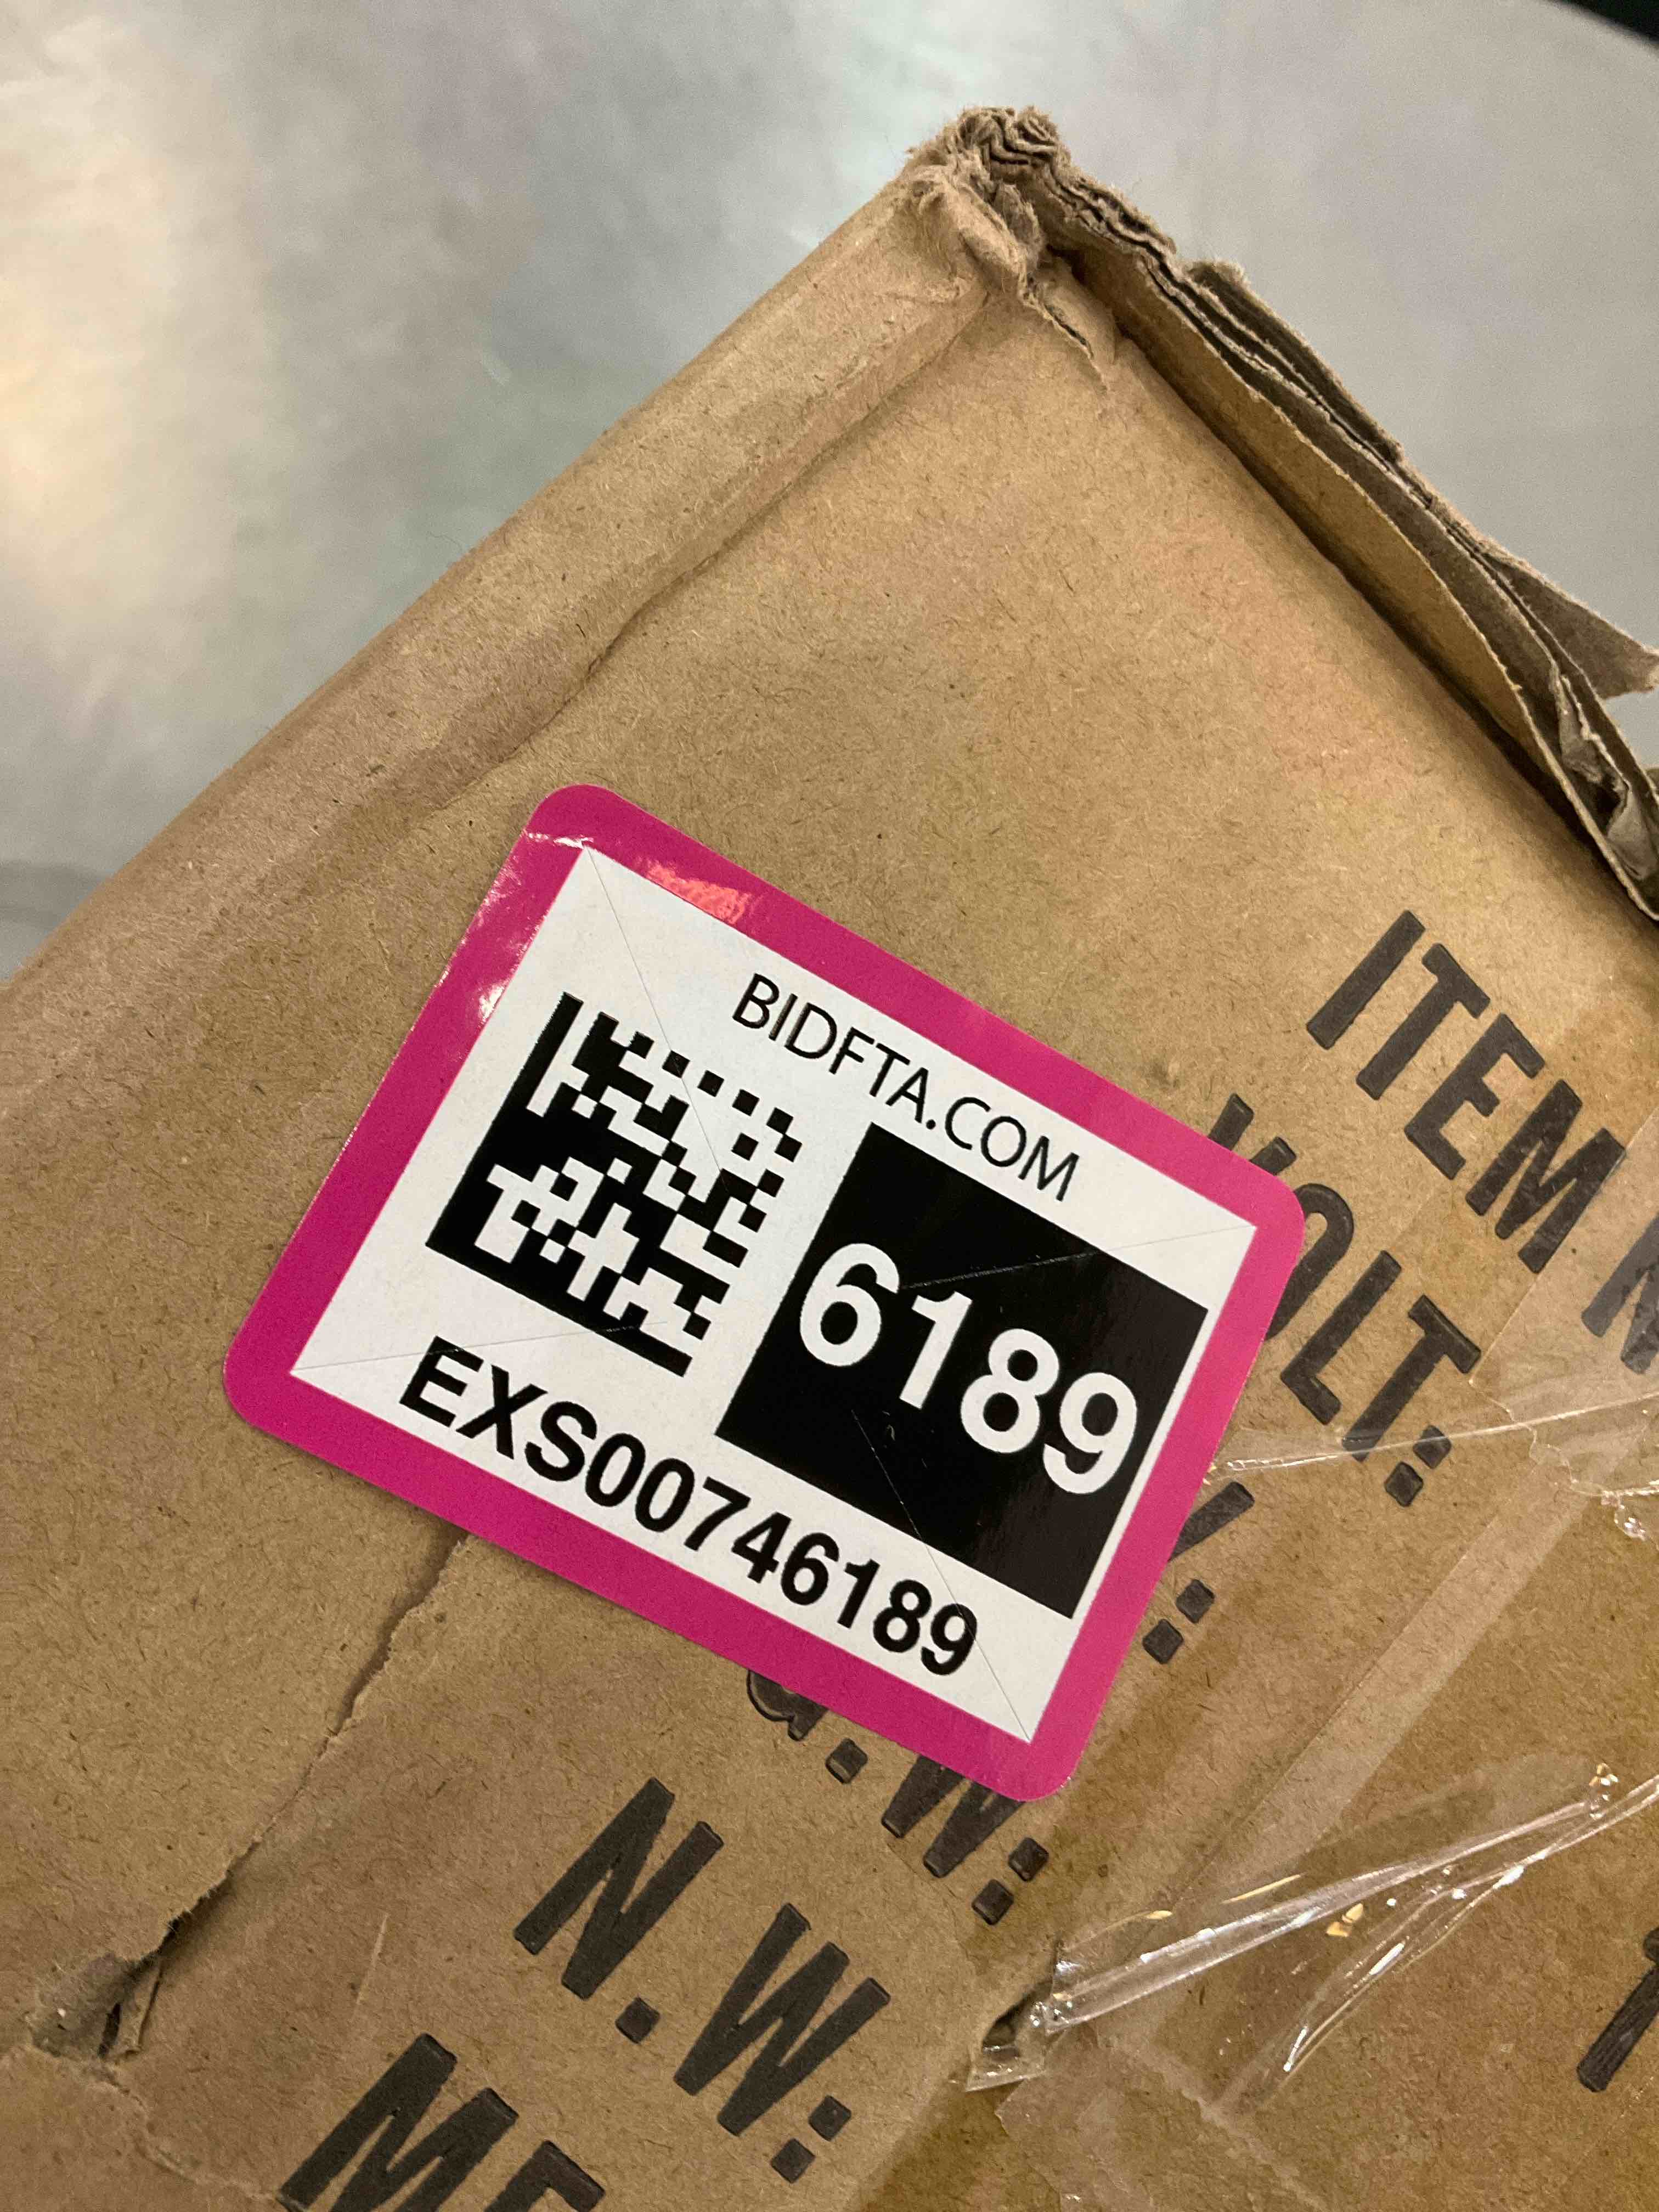 ITEM
VOLT:
BIDFTA.COM
6189
EXS00746189
G.W:
N.W: